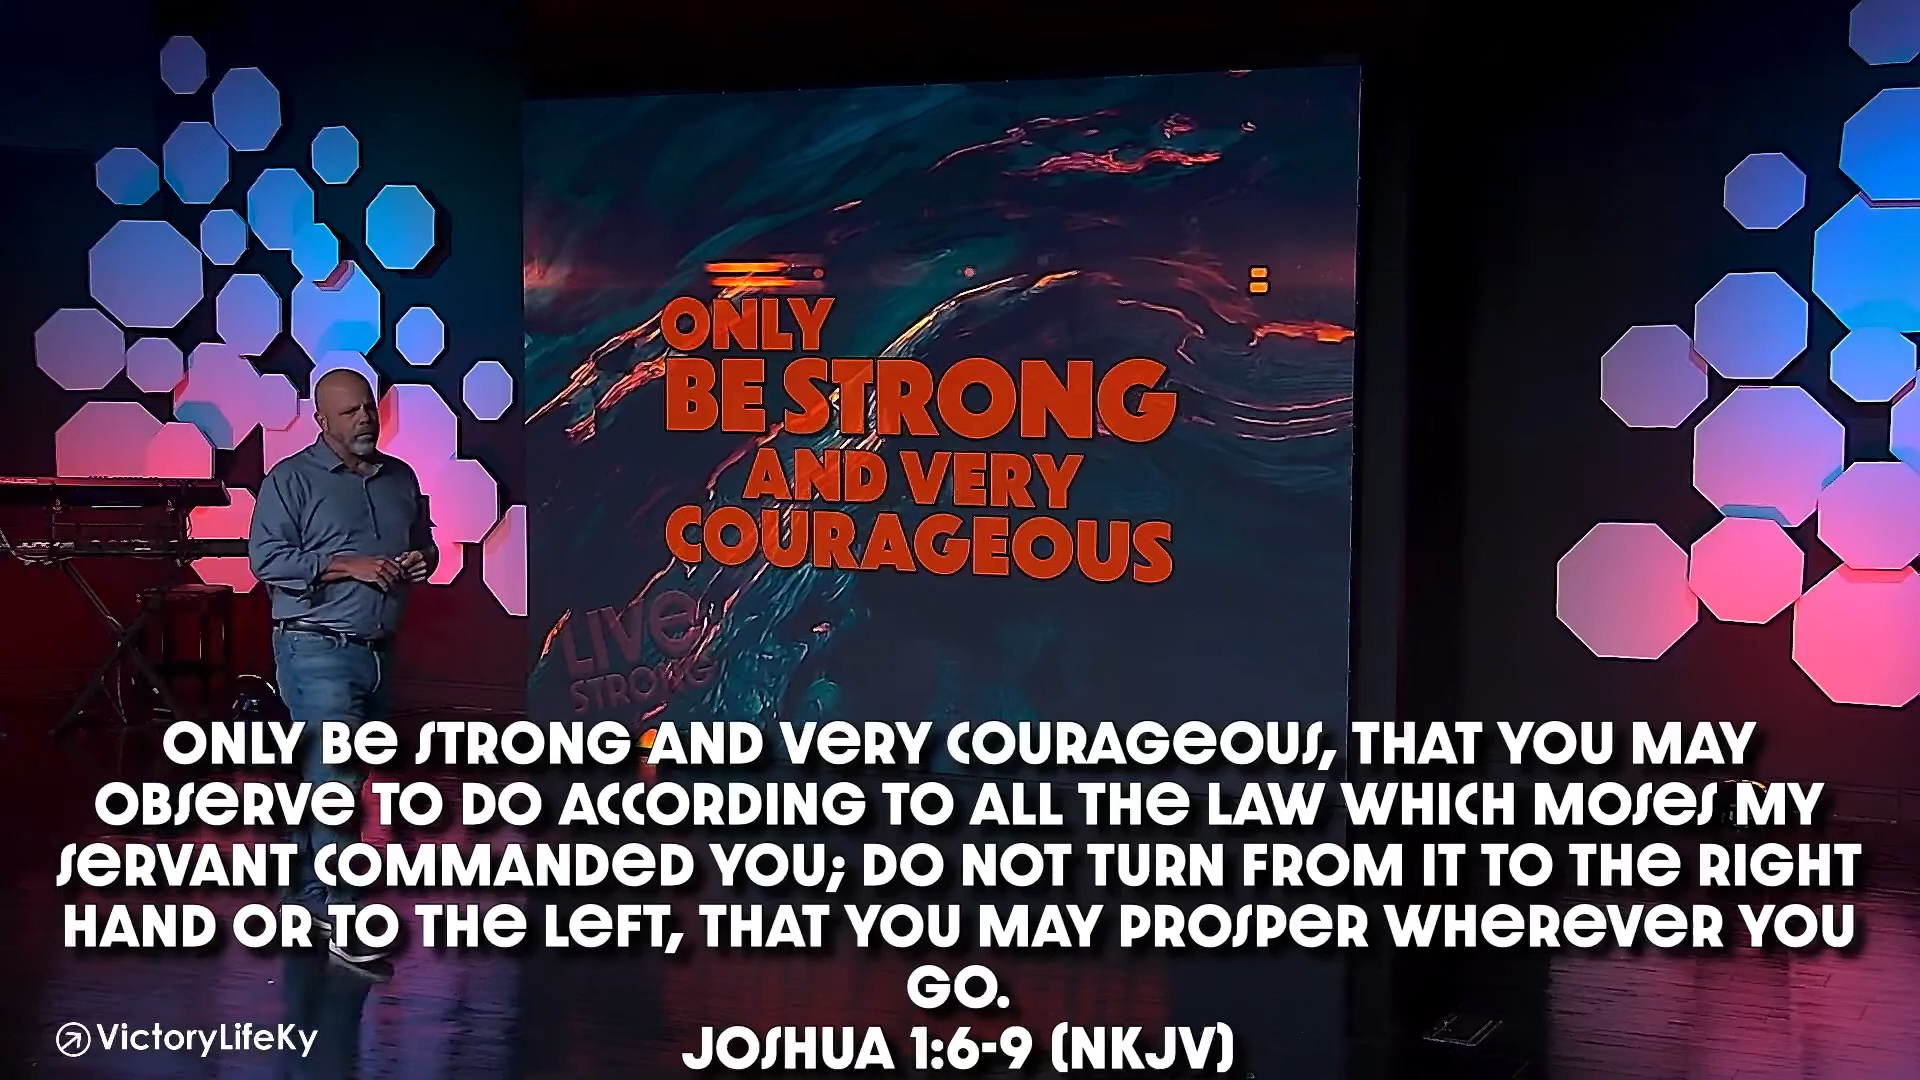 ONLY
BE STRONG
AND VERY
COURAGEOUS
LIVE
STRONG
ONLY BE STRONG AND VERY COURAGEOUS, THAT YOU MAY
OBSERVE TO DO ACCORDING TO ALL THE LAW WHICH MOSES MY
SERVANT COMMANDED YOU; DO NOT TURN FROM IT TO THE RIGHT
HAND OR TO THE LEFT, THAT YOU MAY PROSPER WHEREVER YOU
GO.
JOSHUA 1:6-9 (NKJV)
VictoryLifeKy